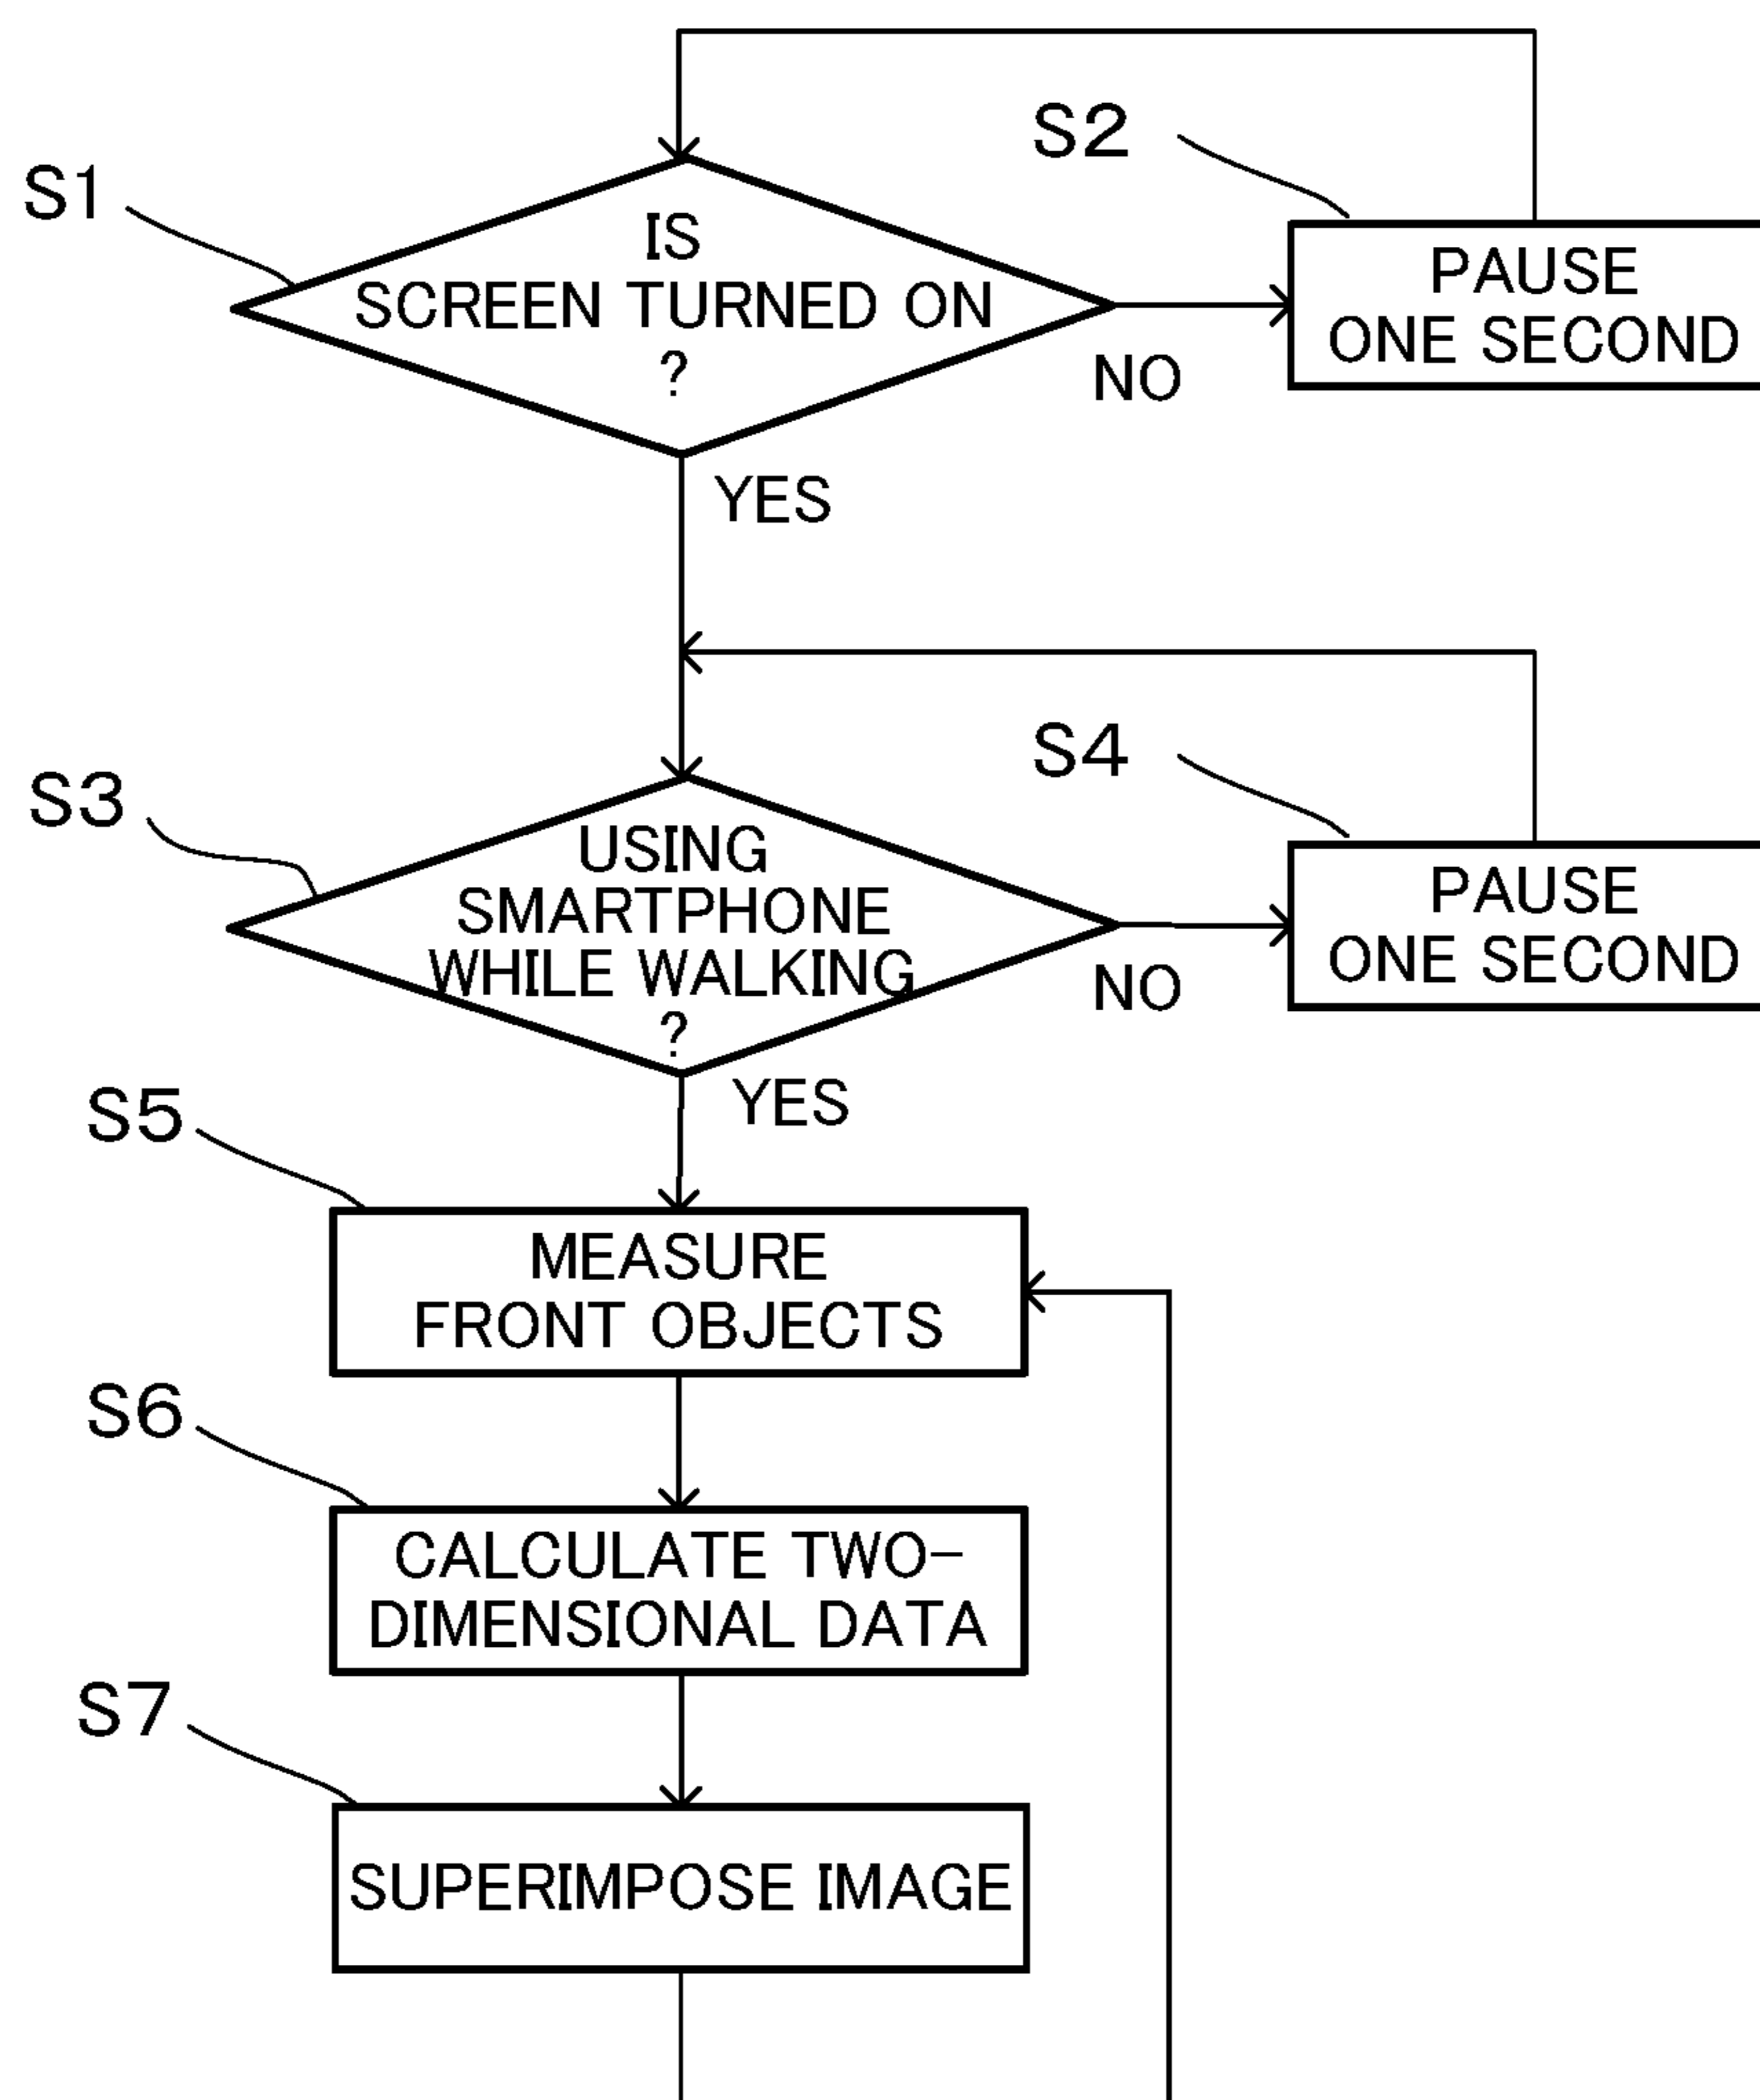 S1
IS
SCREEN TURNED ON
?
S2
PAUSE
ONE SECOND
NO
YES
S3
USING
SMARTPHONE
WHILE WALKING
?
S4
PAUSE
ONE SECOND
NO
YES
S5
MEASURE
FRONT OBJECTS
S6
CALCULATE TWO-
DIMENSIONAL DATA
S7
SUPERIMPOSE IMAGE